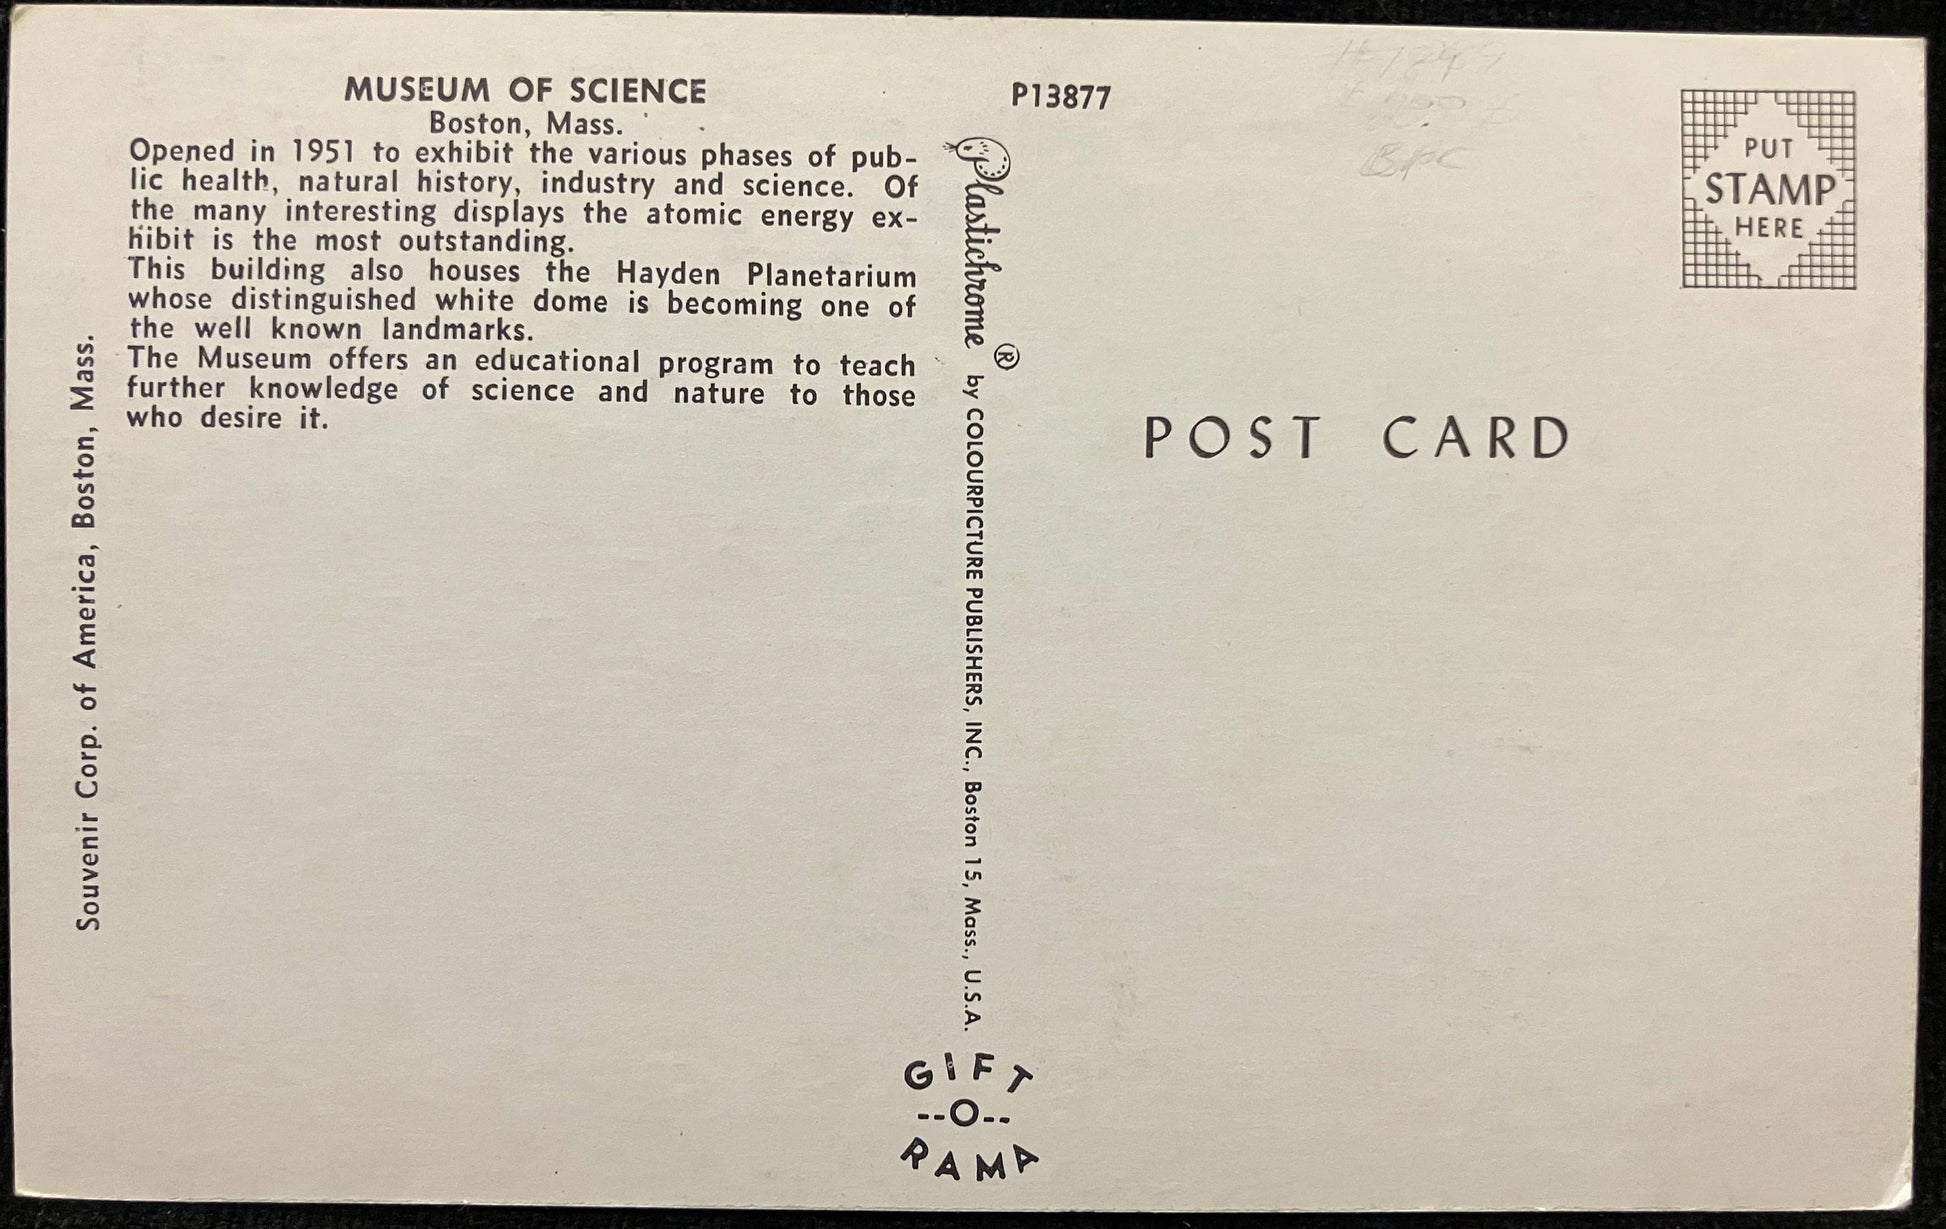 MUSEUM OF SCIENCE
Boston, Mass.
Opened in 1951 to exhibit the various phases of pub-
lic health, natural history, industry and science. Of
the many interesting displays the atomic energy ex-
hibit is the most outstanding.
This building also houses the Hayden Planetarium
whose distinguished white dome is becoming one of
the well known landmarks.
The Museum offers an educational program to teach
further knowledge of science and nature to those
who desire it.
Souvenir Corp. of America, Boston, Mass.
Plastichrome ® by COLOURPICTURE PUBLISHERS, INC., Boston 15, Mass., U.S.A.
GIFT
--O--
RAMA
P13877
BPC
PUT
STAMP
HERE
POST CARD